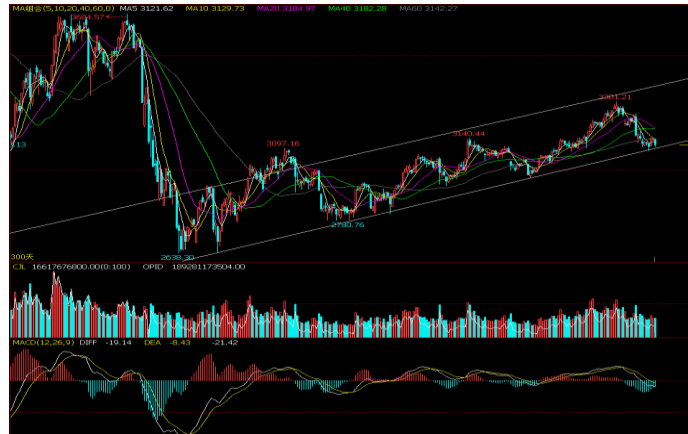 MA组合(5,10,20,40,60,0) MA5 3121.62 MA10 3129.73 MA20 3184.97 MA40 3182.28 MA60 3142.27
3684.57
3301.21
3140.44
3097.16
2780.76
2638.30
300天
CJL 16617676800.00(0:100) OPID 189281173504.00
MACD(12,26,9) DIFF -19.14 DEA -8.43 -21.42